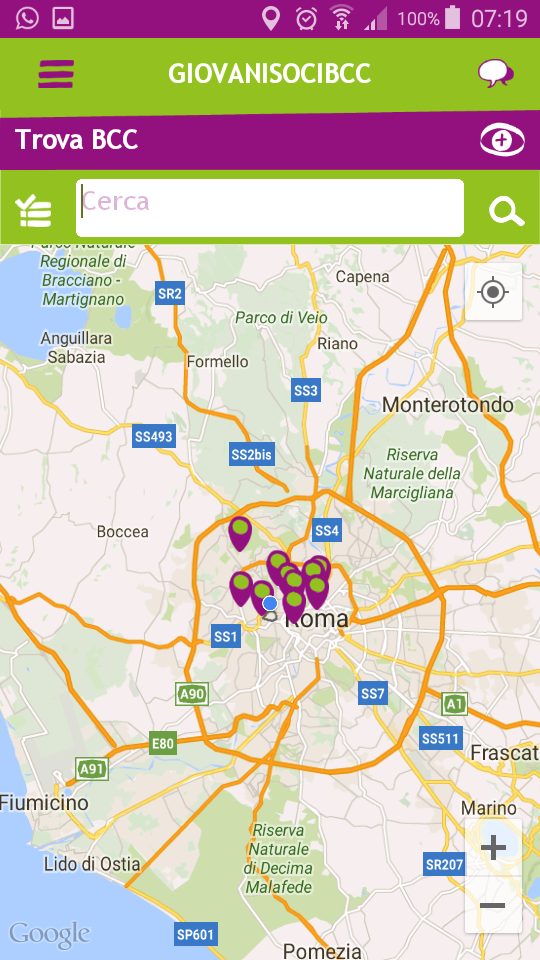 100% 07:19
GIOVANISOCIBCC
Trova BCC
Cerca
Parco Naturale
Regionale di
Bracciano -
Martignano
SR2
Capena
Parco di Veio
Anguillara
Sabazia
Riano
Formello
SS3
Monterotondo
SS493
SS2bis
Riserva
Naturale della
Marcigliana
Boccea
SS4
Roma
SS1
A90
SS7
A1
E80
SS511
Frascat
A91
Fiumicino
Marino
Riserva
Naturale
di Decima
Malafede
Lido di Ostia
SR207
+
−
Google
SP601
Pomezia